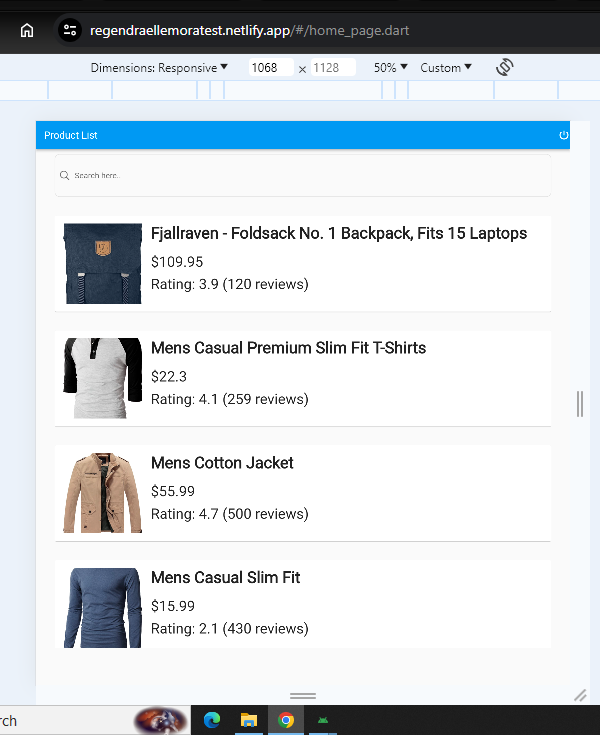 regendraellemoratest.netlify.app/#/home_page.dart
Dimensions: Responsive 1068 × 1128 50% Custom
Product List
Search here..
Fjallraven - Foldsack No. 1 Backpack, Fits 15 Laptops
$109.95
Rating: 3.9 (120 reviews)
Mens Casual Premium Slim Fit T-Shirts
$22.3
Rating: 4.1 (259 reviews)
Mens Cotton Jacket
$55.99
Rating: 4.7 (500 reviews)
Mens Casual Slim Fit
$15.99
Rating: 2.1 (430 reviews)
rch